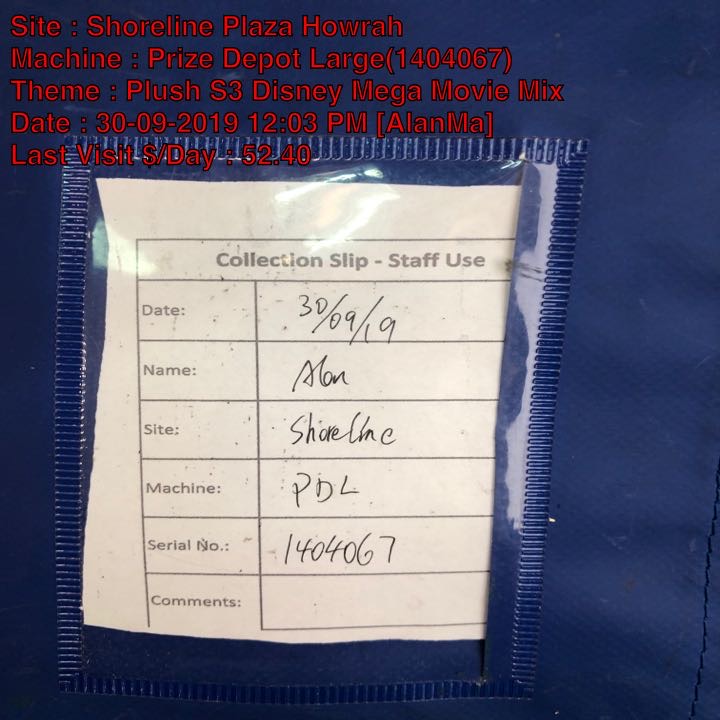 Site : Shoreline Plaza Howrah
Machine : Prize Depot Large(1404067)
Theme : Plush S3 Disney Mega Movie Mix
Date : 30-09-2019 12:03 PM [AlanMa]
Last Visit $/Day : 52.40
Collection Slip - Staff Use
Date: 30/09/19
Name: Alan
Site: Shoreline
Machine: PDL
Serial No.: 1404067
Comments: